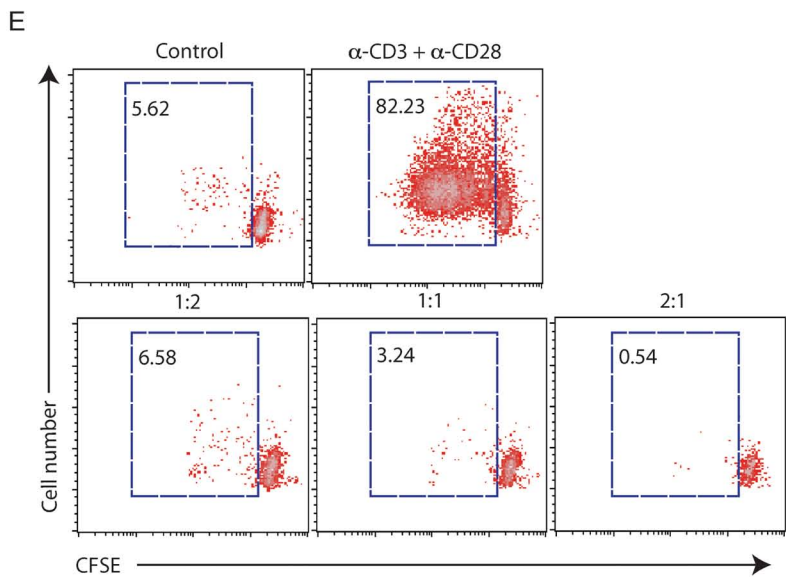 E
Control
α-CD3 + α-CD28
5.62
82.23
1:2
1:1
2:1
6.58
3.24
0.54
Cell number
CFSE